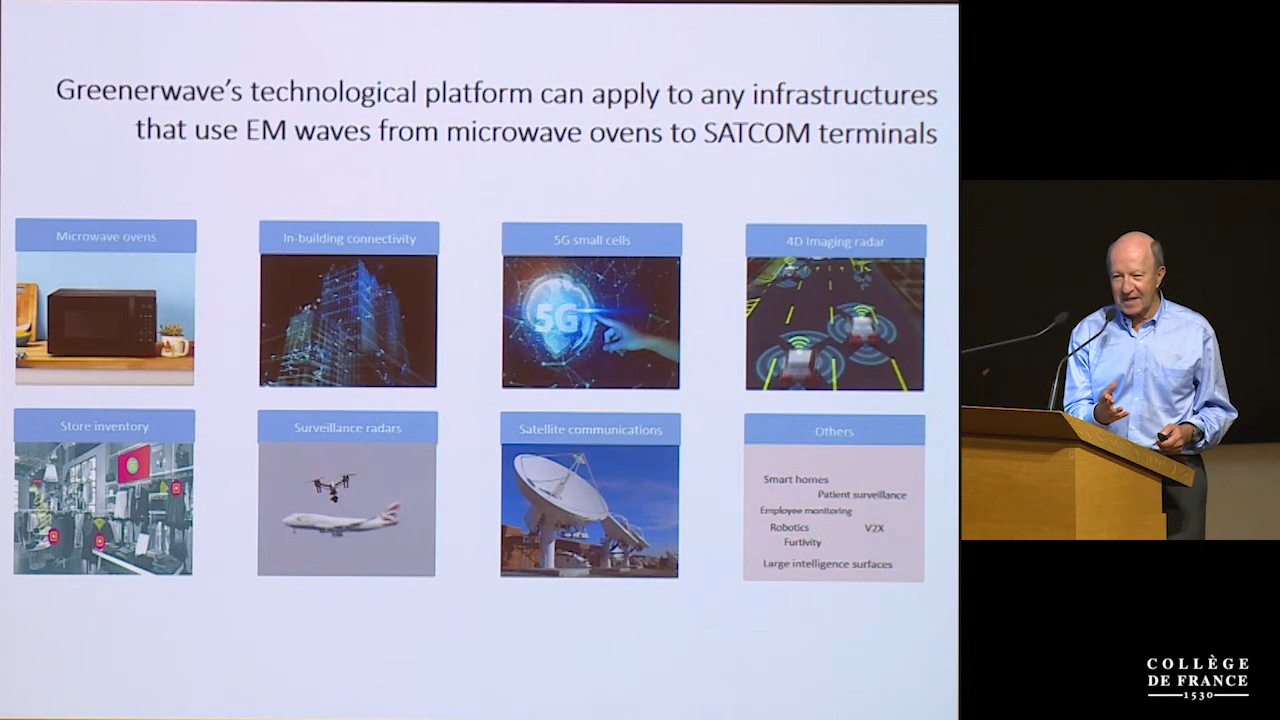 Greenerwave's technological platform can apply to any infrastructures
that use EM waves from microwave ovens to SATCOM terminals
Microwave ovens
In-building connectivity
5G small cells
4D Imaging radar
5G
Store inventory
Surveillance radars
Satellite communications
Others
Smart homes
Patient surveillance
Employee monitoring
Robotics
V2X
Furtivity
Large intelligence surfaces
COLLÈGE
DE FRANCE
1530